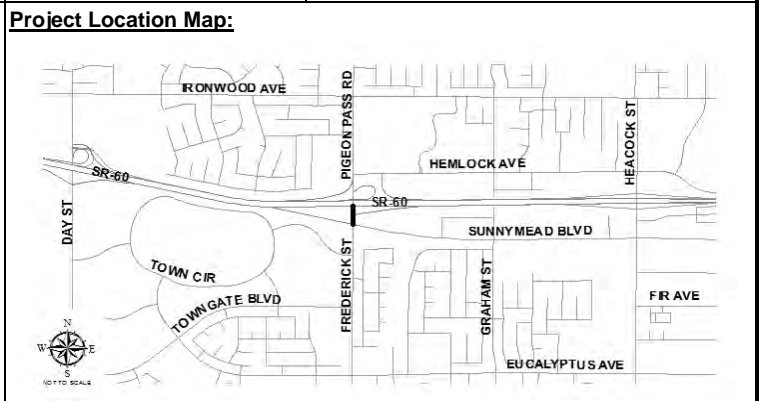 Project Location Map:
IRONWOOD AVE
PIGEON PASS RD
HEACOCK ST
HEMLOCK AVE
SR-60
SR-60
DAY ST
SUNNYMEAD BLVD
TOWN CIR
FREDERICK ST
GRAHAM ST
TOWNGATE BLVD
FIR AVE
EUCALYPTUS AVE
N
W
E
S
NOT TO SCALE